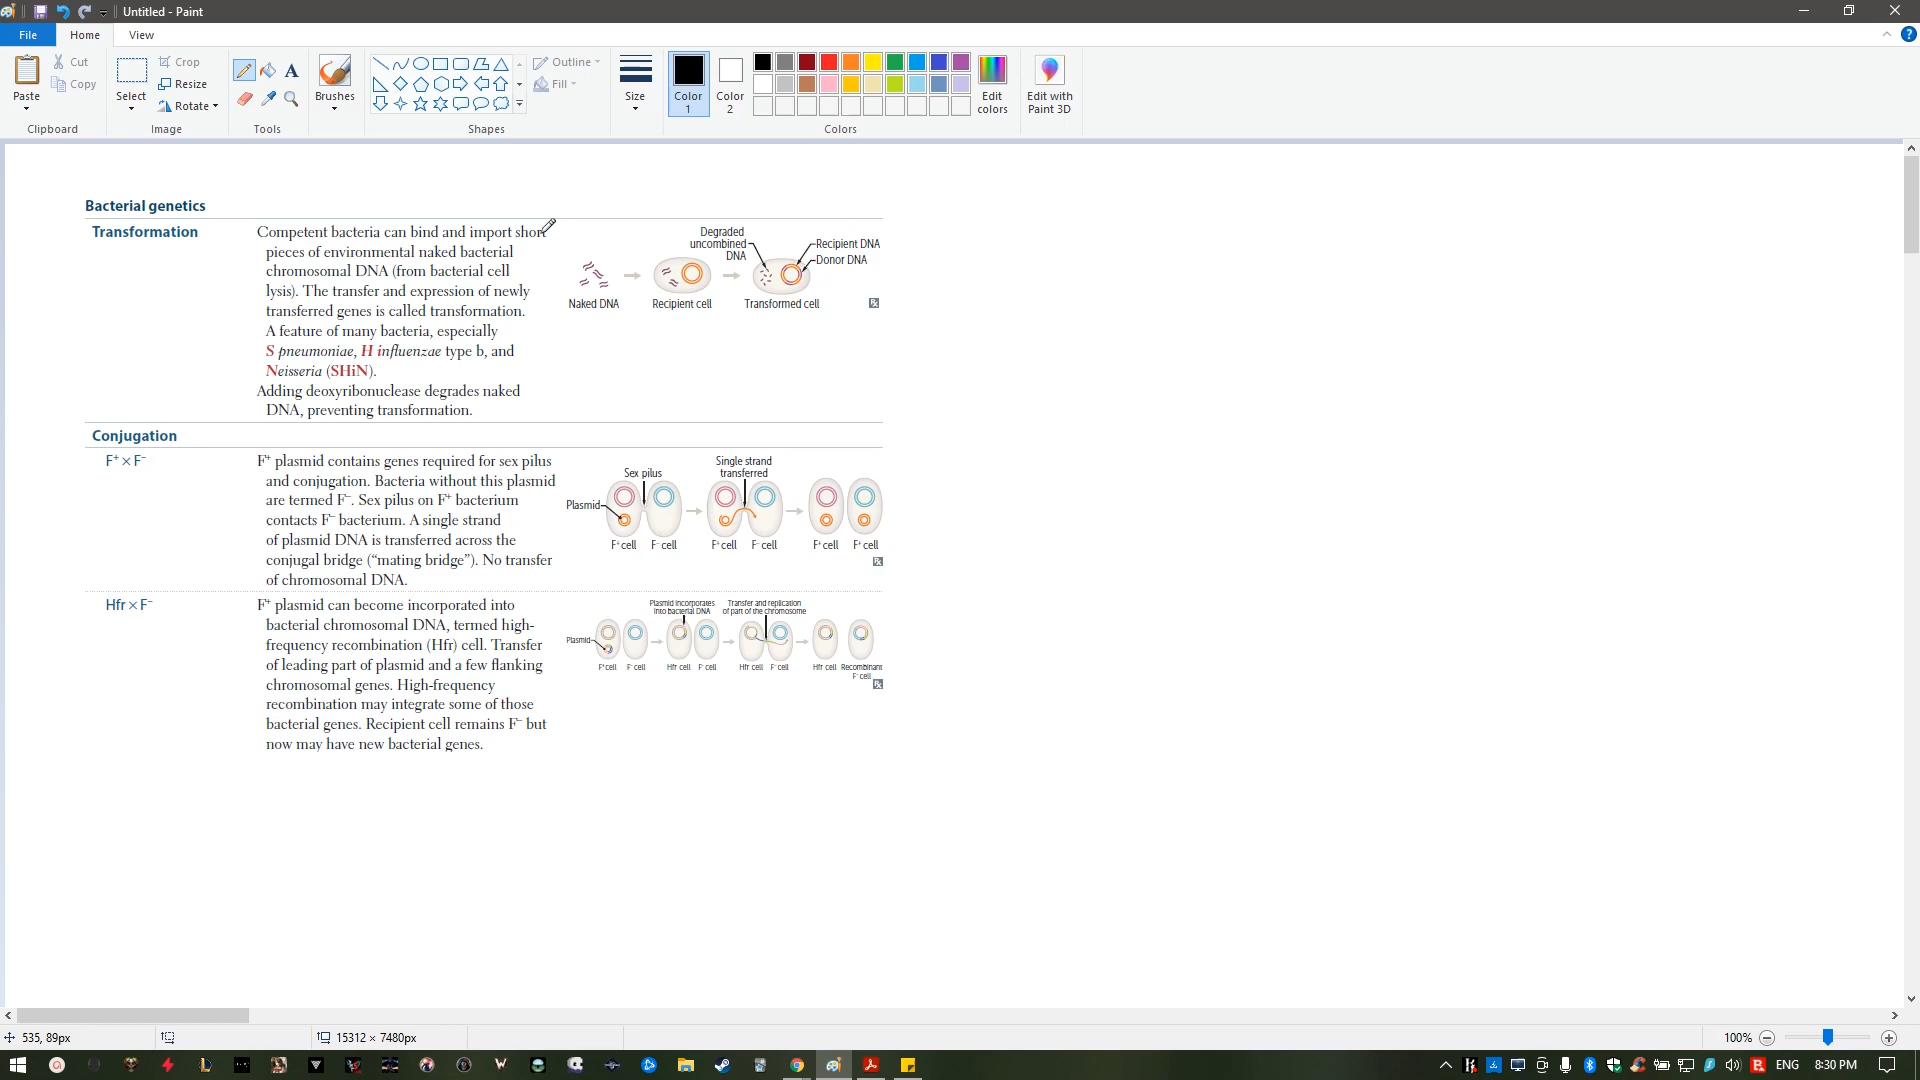 Untitled - Paint
File
Home
View
Paste
Cut
Copy
Clipboard
Select
Crop
Resize
Rotate
Image
A
Tools
Brushes
Shapes
Outline
Fill
Size
Color
1
Color
2
Colors
Edit
colors
Edit with
Paint 3D
Bacterial genetics
Transformation
Competent bacteria can bind and import short
pieces of environmental naked bacterial
chromosomal DNA (from bacterial cell
lysis). The transfer and expression of newly
transferred genes is called transformation.
A feature of many bacteria, especially
S pneumoniae, H influenzae type b, and
Neisseria (SHiN).
Adding deoxyribonuclease degrades naked
DNA, preventing transformation.
Degraded
uncombined
DNA
Recipient DNA
Donor DNA
Naked DNA
Recipient cell
Transformed cell
Rx
Conjugation
F⁺ × F⁻
F⁺ plasmid contains genes required for sex pilus
and conjugation. Bacteria without this plasmid
are termed F⁻. Sex pilus on F⁺ bacterium
contacts F⁻ bacterium. A single strand
of plasmid DNA is transferred across the
conjugal bridge (“mating bridge”). No transfer
of chromosomal DNA.
Sex pilus
Single strand
transferred
Plasmid
F⁺ cell F⁻ cell F⁺ cell F⁻ cell F⁺ cell F⁺ cell
Rx
Hfr × F⁻
F⁺ plasmid can become incorporated into
bacterial chromosomal DNA, termed high-
frequency recombination (Hfr) cell. Transfer
of leading part of plasmid and a few flanking
chromosomal genes. High-frequency
recombination may integrate some of those
bacterial genes. Recipient cell remains F⁻ but
now may have new bacterial genes.
Plasmid incorporates
into bacterial DNA
Transfer and replication
of part of the chromosome
Plasmid
F⁺ cell F⁻ cell Hfr cell F⁻ cell Hfr cell F⁻ cell Hfr cell Recombinant
F⁻ cell
Rx
535, 89px
15312 × 7480px
100%
ENG
8:30 PM